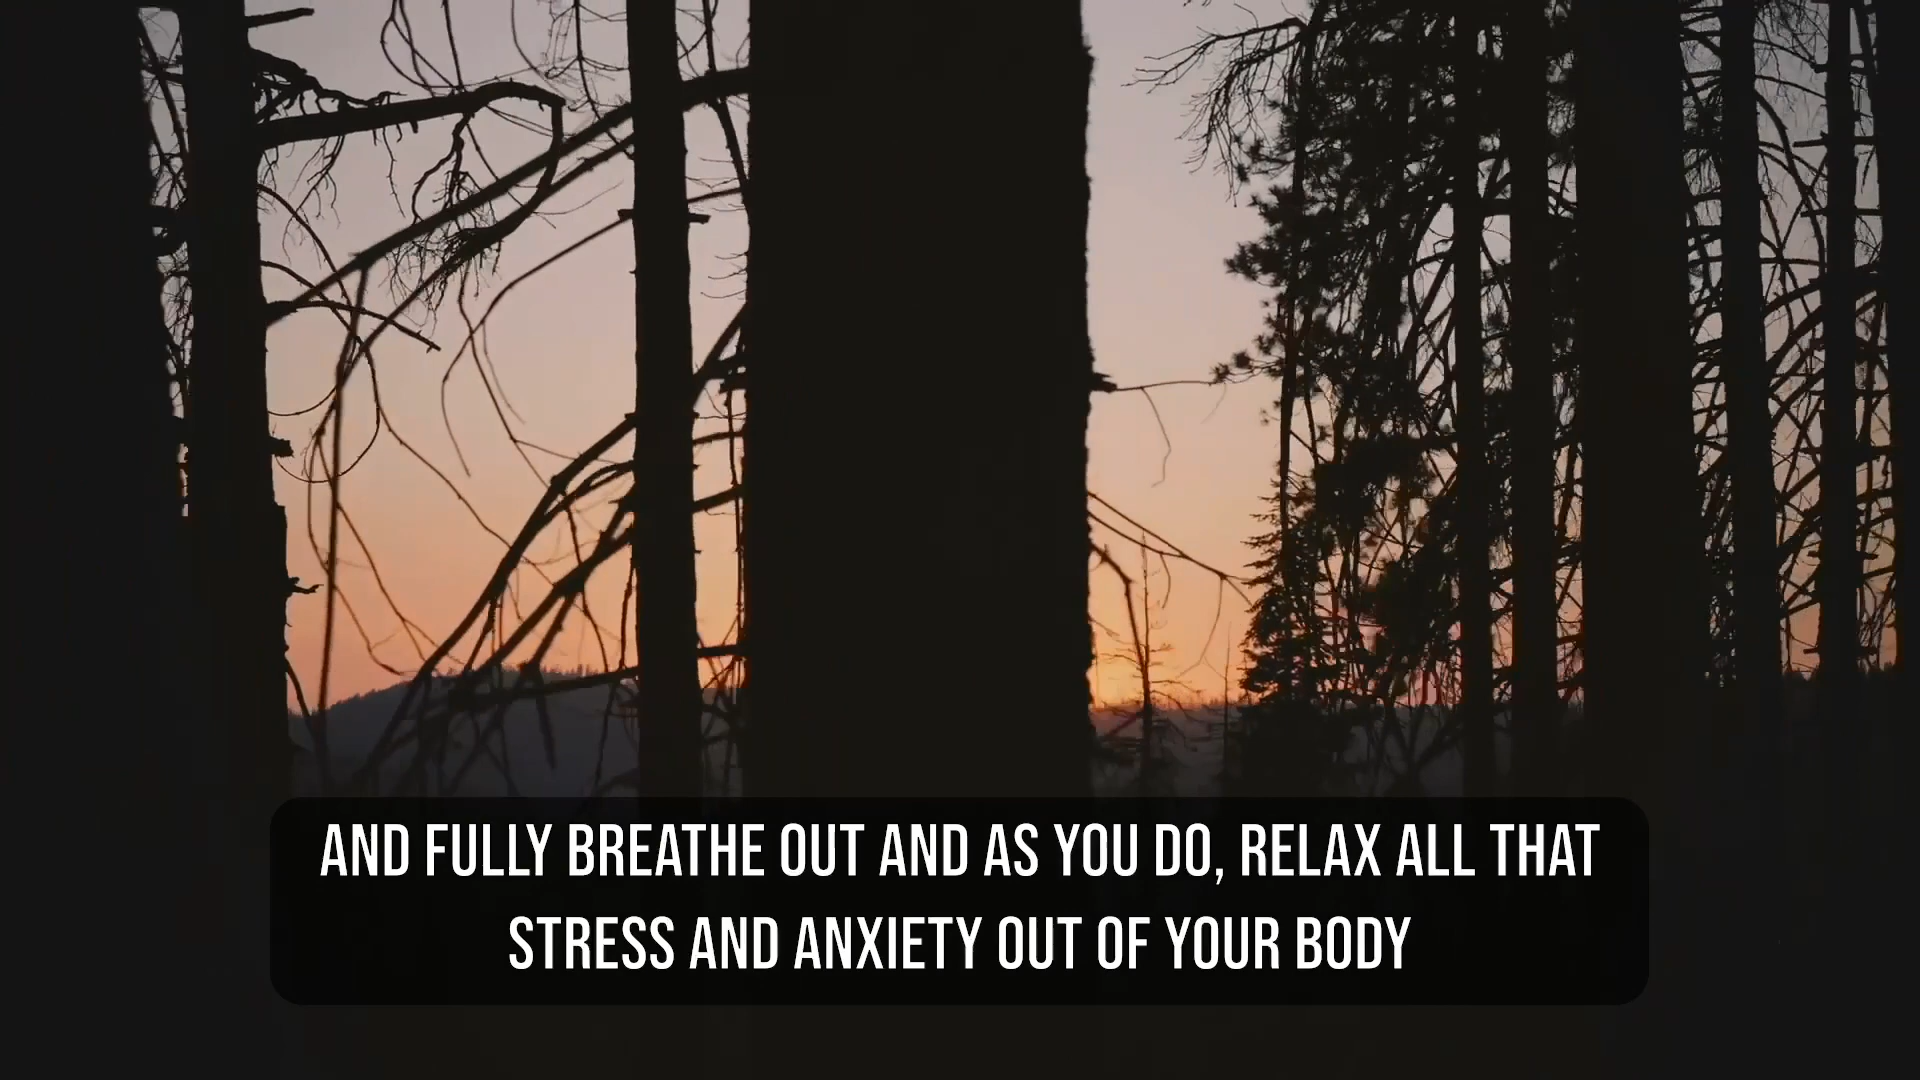 AND FULLY BREATHE OUT AND AS YOU DO, RELAX ALL THAT
STRESS AND ANXIETY OUT OF YOUR BODY